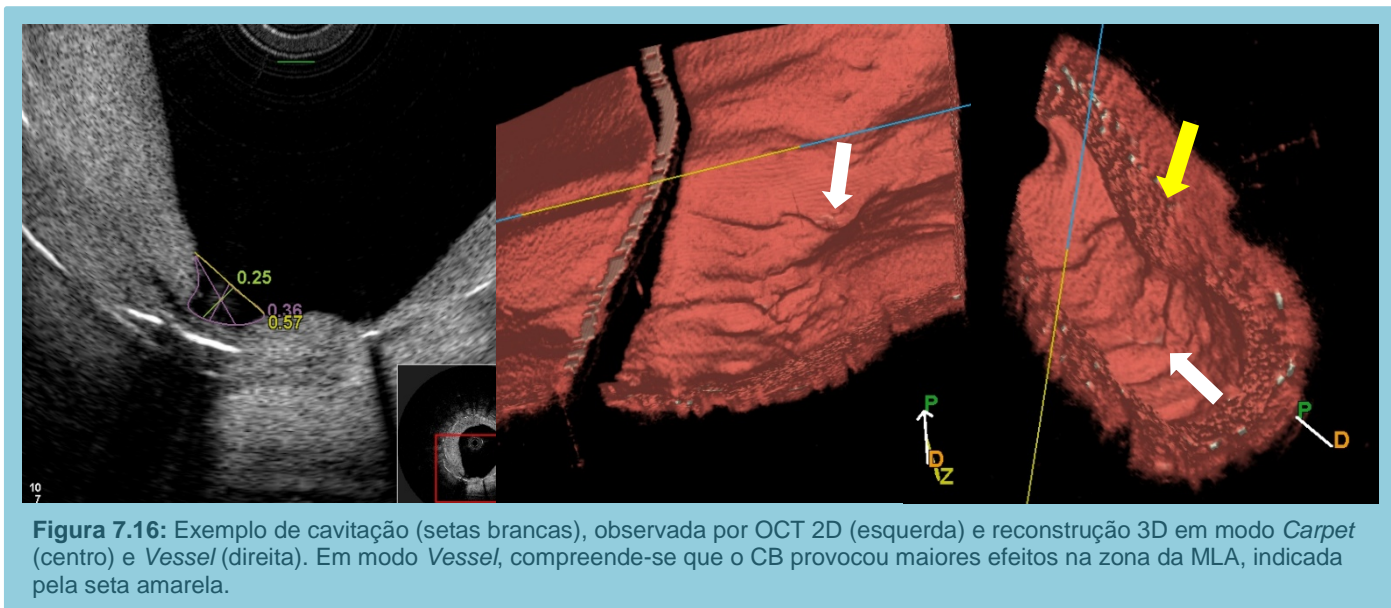 0.25
0.36
0.57
10
7
P
D
Z
P
D
Figura 7.16: Exemplo de cavitação (setas brancas), observada por OCT 2D (esquerda) e reconstrução 3D em modo Carpet
(centro) e Vessel (direita). Em modo Vessel, compreende-se que o CB provocou maiores efeitos na zona da MLA, indicada
pela seta amarela.